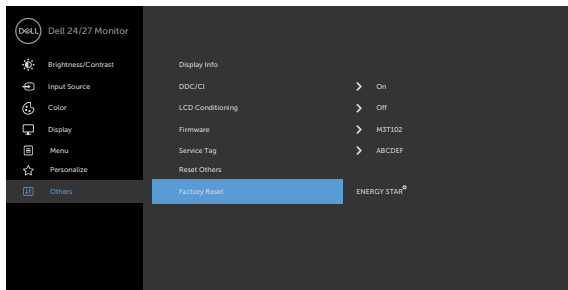 DELL Dell 24/27 Monitor
Brightness/Contrast
Input Source
Color
Display
Menu
Personalize
Others
Display Info
DDC/CI On
LCD Conditioning Off
Firmware M3T102
Service Tag ABCDEF
Reset Others
Factory Reset ENERGY STAR®